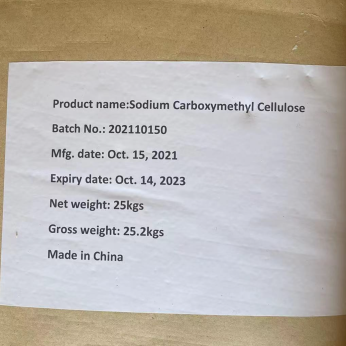 Product name:Sodium Carboxymethyl Cellulose
Batch No.: 202110150
Mfg. date: Oct. 15, 2021
Expiry date: Oct. 14, 2023
Net weight: 25kgs
Gross weight: 25.2kgs
Made in China